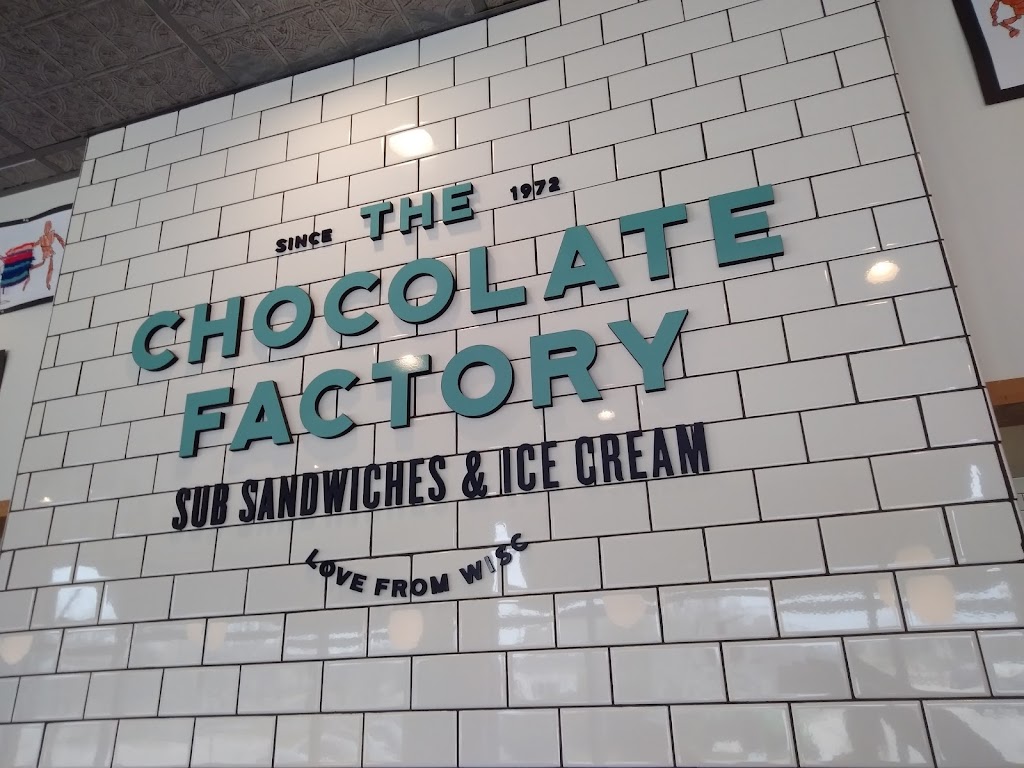 SINCE THE 1972
CHOCOLATE
FACTORY
SUB SANDWICHES & ICE CREAM
LOVE FROM WISC